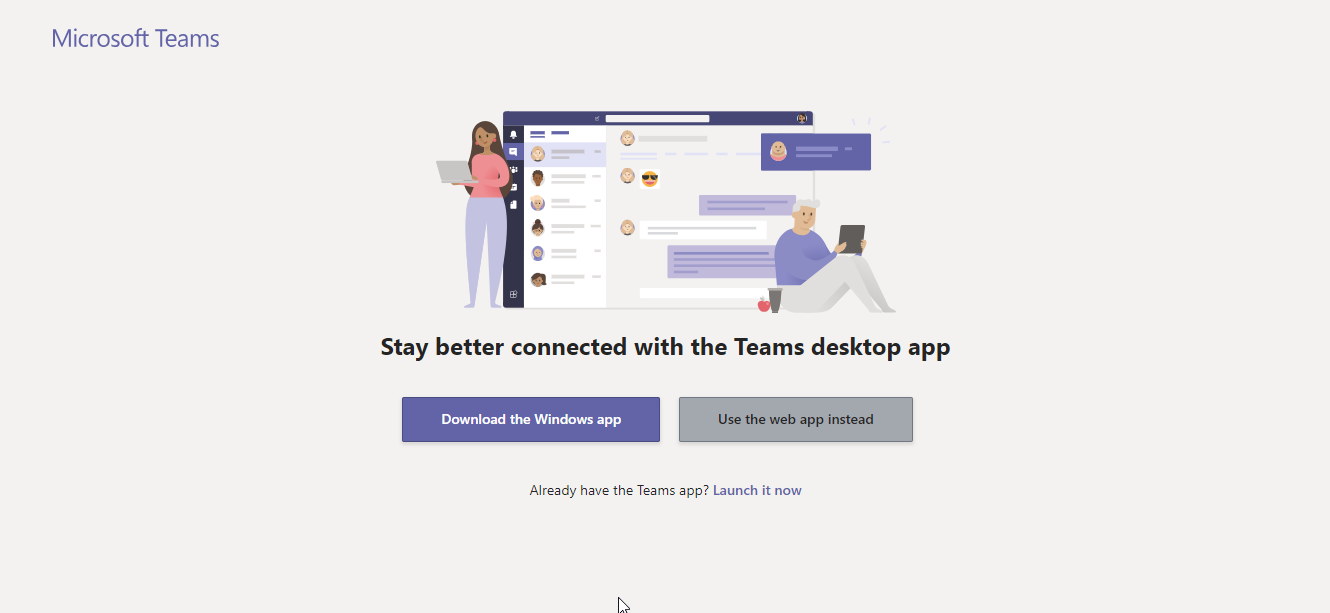 Microsoft Teams
Stay better connected with the Teams desktop app
Download the Windows app
Use the web app instead
Already have the Teams app? Launch it now